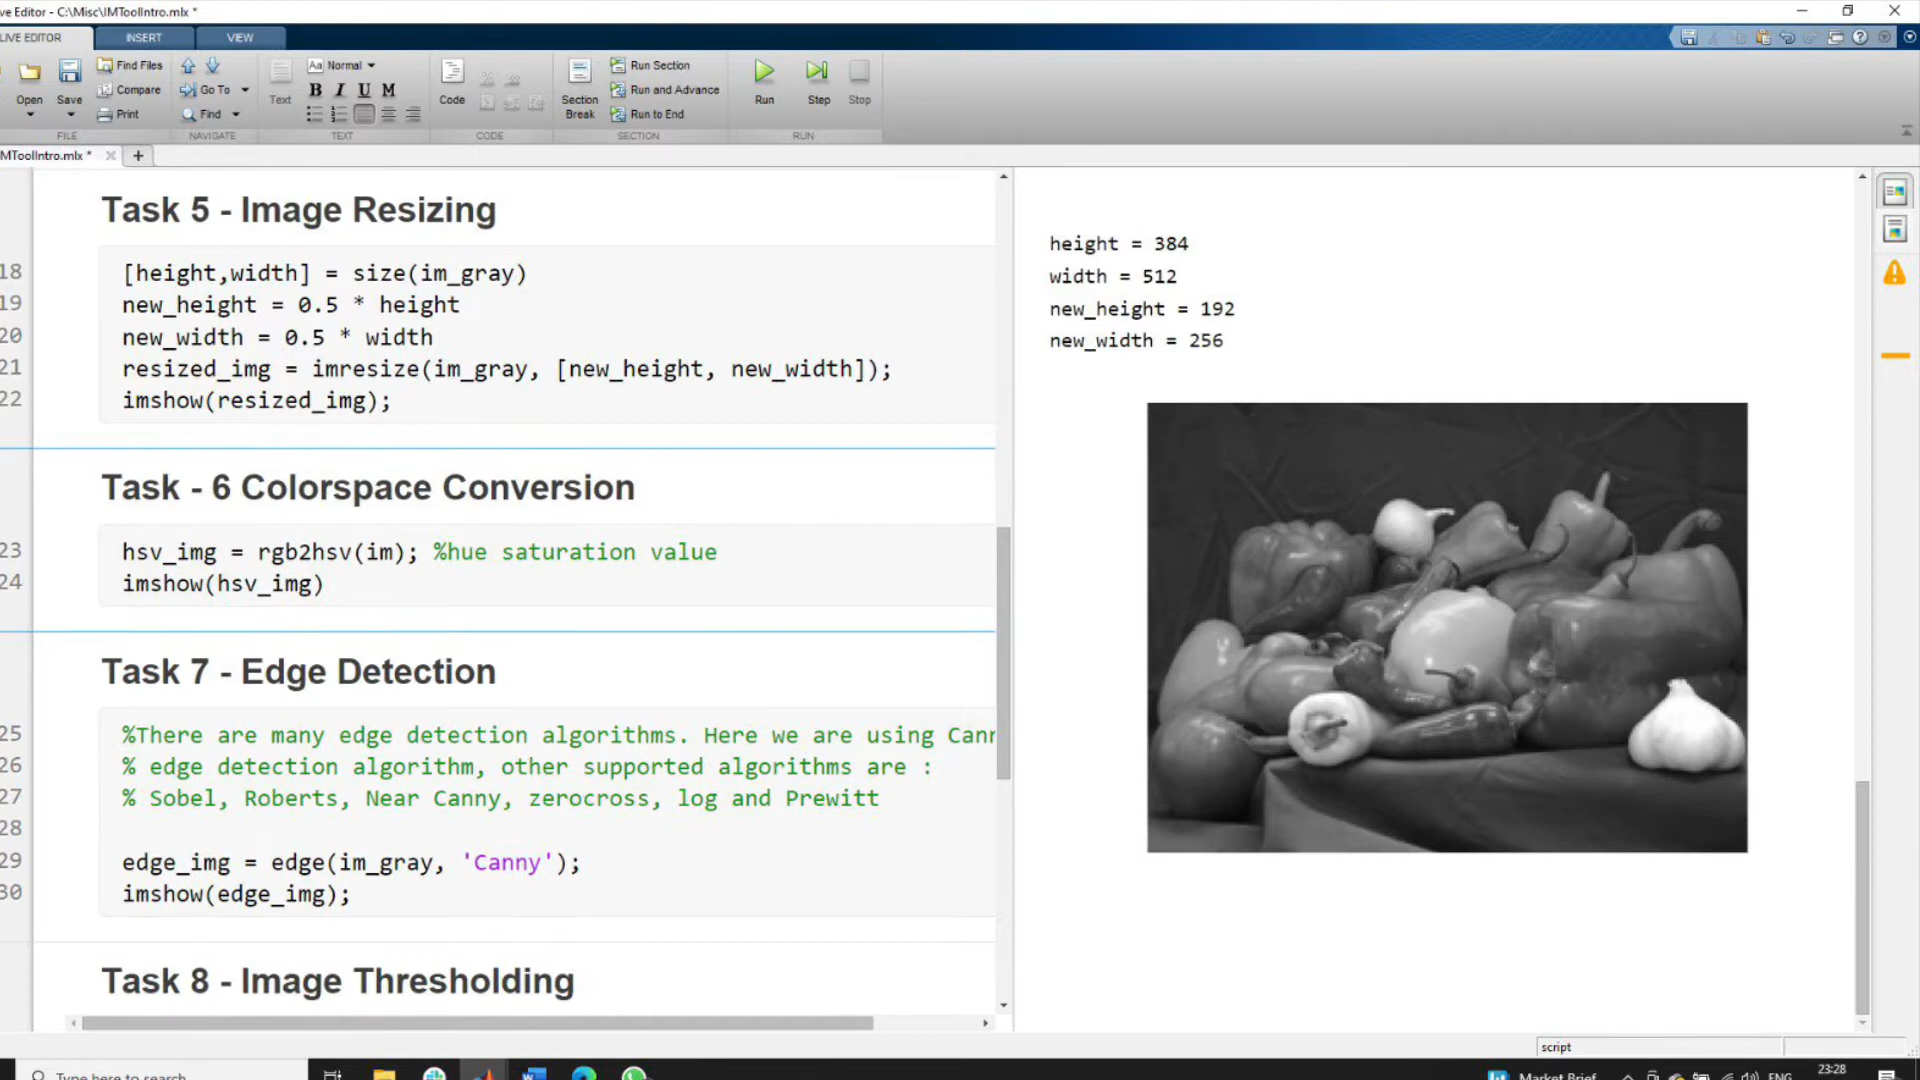 ve Editor - C:\Misc\IMToolIntro.mlx *
LIVE EDITOR
INSERT
VIEW
Open
Save
Find Files
Compare
Print
FILE
Go To
Find
NAVIGATE
Text
Aa Normal
B I U M
TEXT
Code
CODE
Section
Break
Run Section
Run and Advance
Run to End
SECTION
Run
Step
Stop
RUN
MToolIntro.mlx *
Task 5 - Image Resizing
18 [height,width] = size(im_gray)
19 new_height = 0.5 * height
20 new_width = 0.5 * width
21 resized_img = imresize(im_gray, [new_height, new_width]);
22 imshow(resized_img);
Task - 6 Colorspace Conversion
23 hsv_img = rgb2hsv(im); %hue saturation value
24 imshow(hsv_img)
Task 7 - Edge Detection
25 %There are many edge detection algorithms. Here we are using Cann
26 % edge detection algorithm, other supported algorithms are :
27 % Sobel, Roberts, Near Canny, zerocross, log and Prewitt
28
29 edge_img = edge(im_gray, 'Canny');
30 imshow(edge_img);
Task 8 - Image Thresholding
height = 384
width = 512
new_height = 192
new_width = 256
script
Type here to search
Market Brief
ENG
23:28